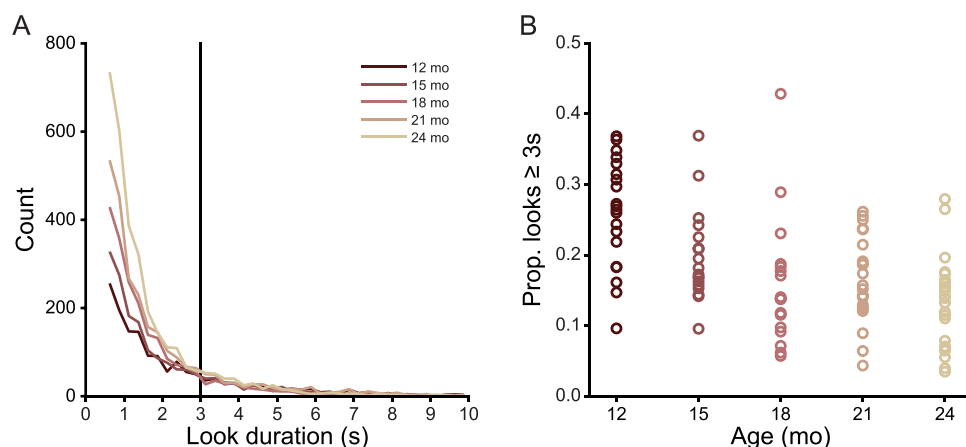 A
800
600
400
200
0
Count
0 1 2 3 4 5 6 7 8 9 10
Look duration (s)
12 mo
15 mo
18 mo
21 mo
24 mo
B
0.5
0.4
0.3
0.2
0.1
0.0
Prop. looks ≥ 3s
12 15 18 21 24
Age (mo)